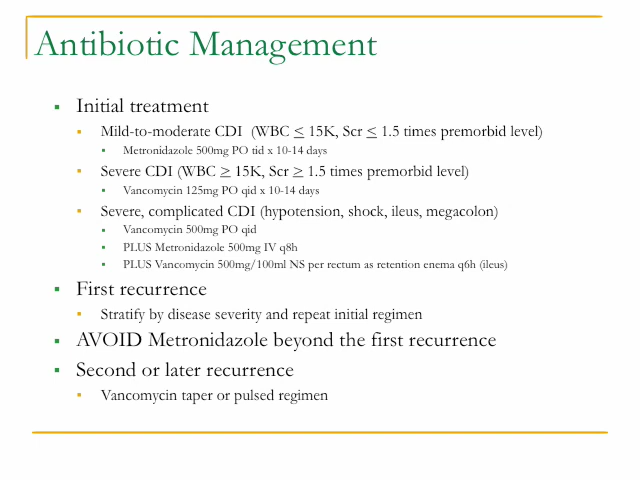 Antibiotic Management
Initial treatment
Mild-to-moderate CDI (WBC ≤ 15K, Scr ≤ 1.5 times premorbid level)
Metronidazole 500mg PO tid x 10-14 days
Severe CDI (WBC ≥ 15K, Scr ≥ 1.5 times premorbid level)
Vancomycin 125mg PO qid x 10-14 days
Severe, complicated CDI (hypotension, shock, ileus, megacolon)
Vancomycin 500mg PO qid
PLUS Metronidazole 500mg IV q8h
PLUS Vancomycin 500mg/100ml NS per rectum as retention enema q6h (ileus)
First recurrence
Stratify by disease severity and repeat initial regimen
AVOID Metronidazole beyond the first recurrence
Second or later recurrence
Vancomycin taper or pulsed regimen